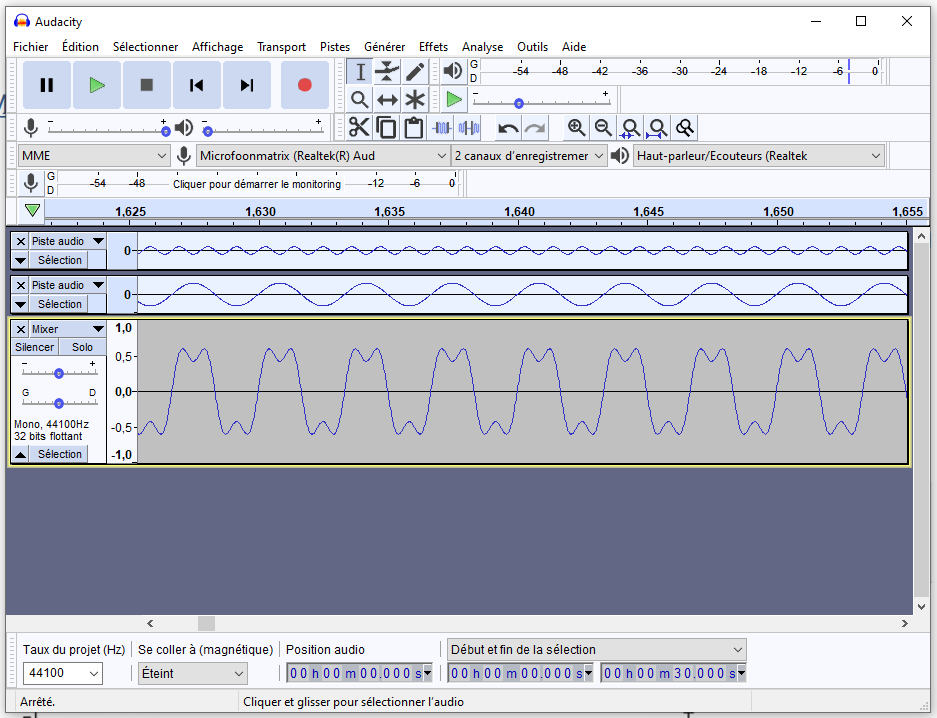 Audacity
Fichier Édition Sélectionner Affichage Transport Pistes Générer Effets Analyse Outils Aide
G
D
-54 -48 -42 -36 -30 -24 -18 -12 -6 0
MME Microfoonmatrix (Realtek(R) Aud 2 canaux d'enregistremer Haut-parleur/Ecouteurs (Realtek
G
D
-54 -48 Cliquer pour démarrer le monitoring -12 -6 0
1,625 1,630 1,635 1,640 1,645 1,650 1,655
Piste audio
Sélection
0
Piste audio
Sélection
0
Mixer
Silencer Solo
G D
Mono, 44100Hz
32 bits flottant
Sélection
1,0
0,5
0,0
-0,5
-1,0
Taux du projet (Hz) Se coller à (magnétique) Position audio Début et fin de la sélection
44100 Éteint 00 h 00 m 00.000 s 00 h 00 m 00.000 s 00 h 00 m 30.000 s
Arrêté. Cliquer et glisser pour sélectionner l'audio